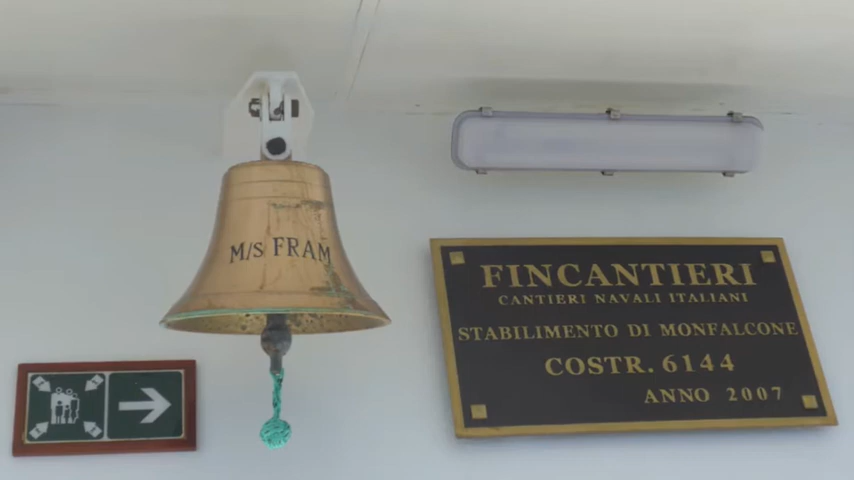 M/S FRAM
FINCANTIERI
CANTIERI NAVALI ITALIANI
STABILIMENTO DI MONFALCONE
COSTR. 6144
ANNO 2007